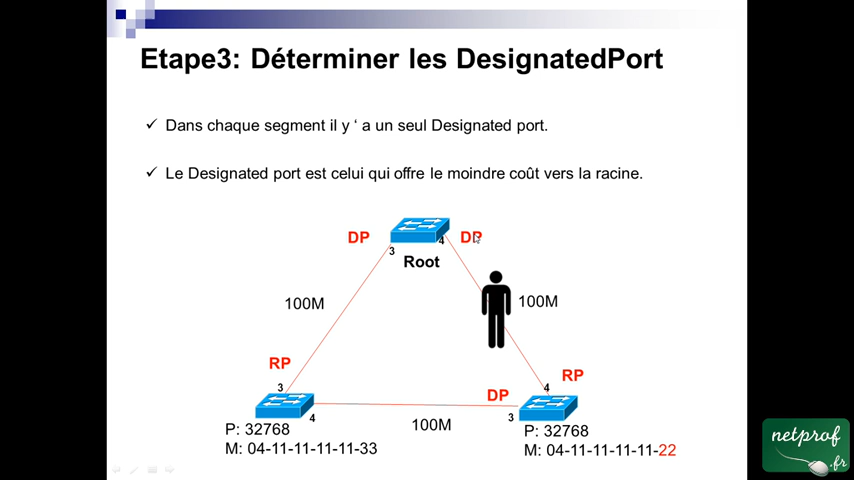 Etape3: Déterminer les DesignatedPort
✓ Dans chaque segment il y ‘ a un seul Designated port.
✓ Le Designated port est celui qui offre le moindre coût vers la racine.
DP
DP
3
4
Root
100M
100M
RP
RP
3
4
DP
4
3
100M
P: 32768
M: 04-11-11-11-11-33
P: 32768
M: 04-11-11-11-11-22
netprof
.fr